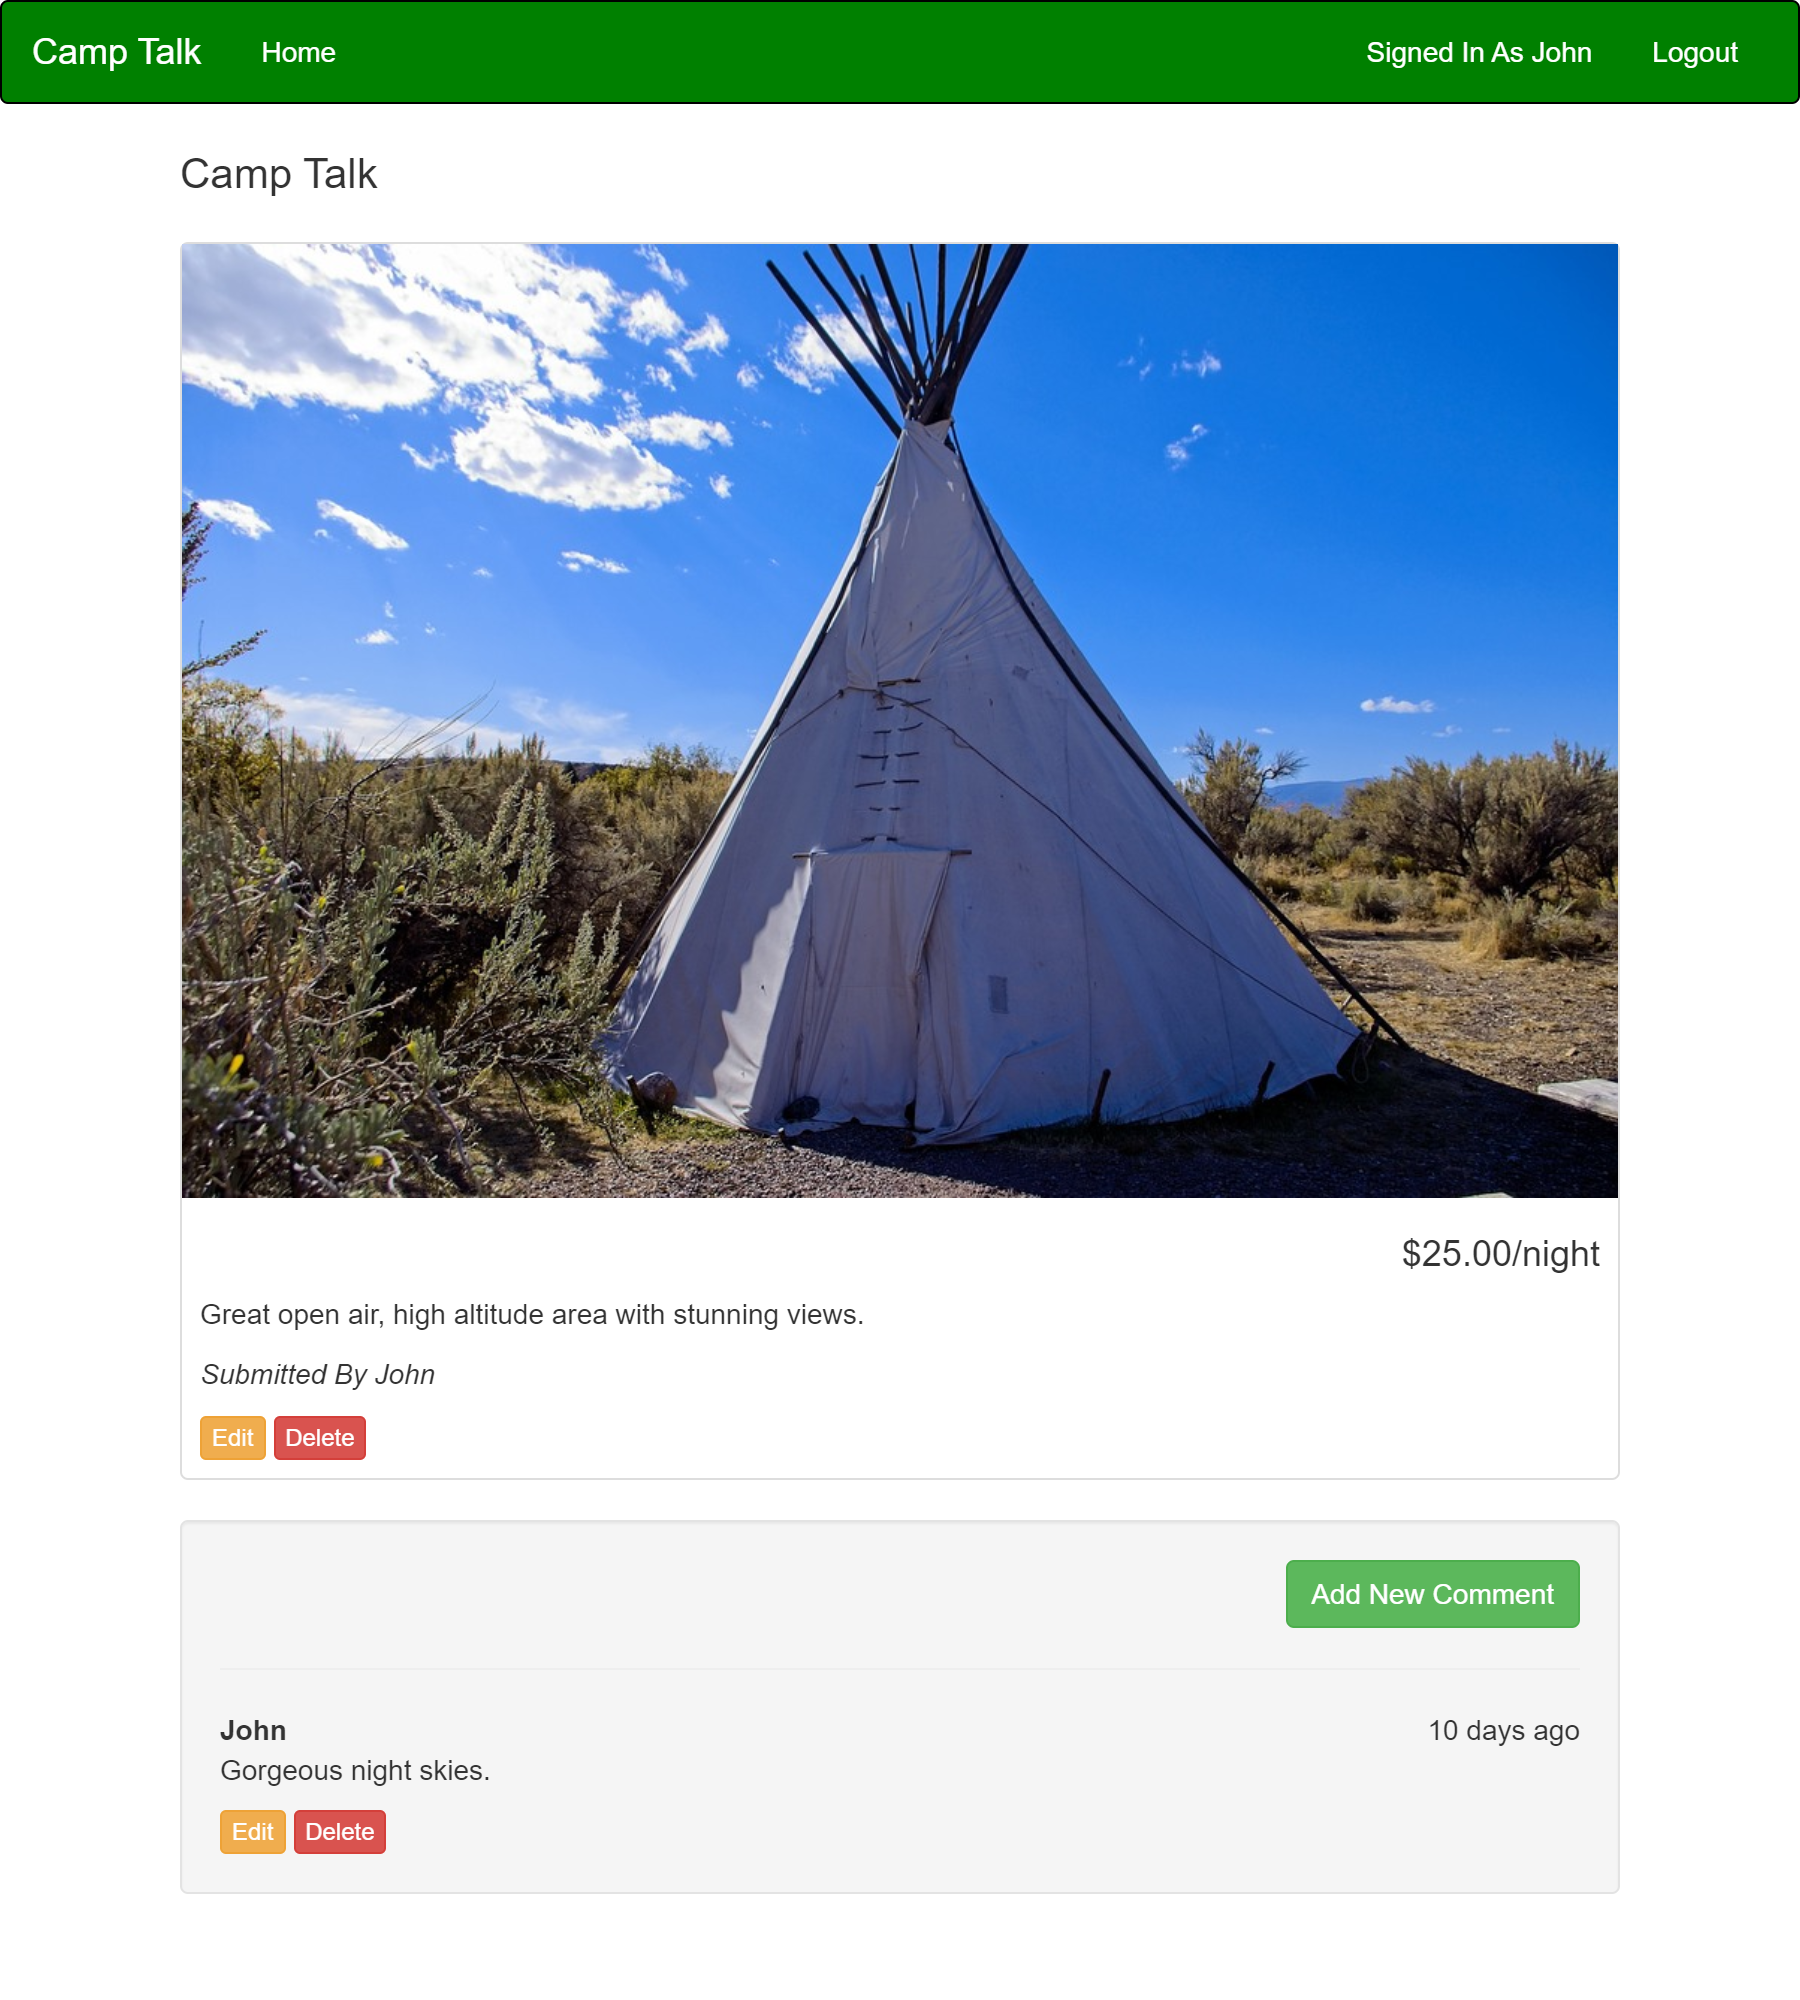 Camp Talk Home Signed In As John Logout
Camp Talk
$25.00/night
Great open air, high altitude area with stunning views.
Submitted By John
Edit Delete
Add New Comment
John 10 days ago
Gorgeous night skies.
Edit Delete